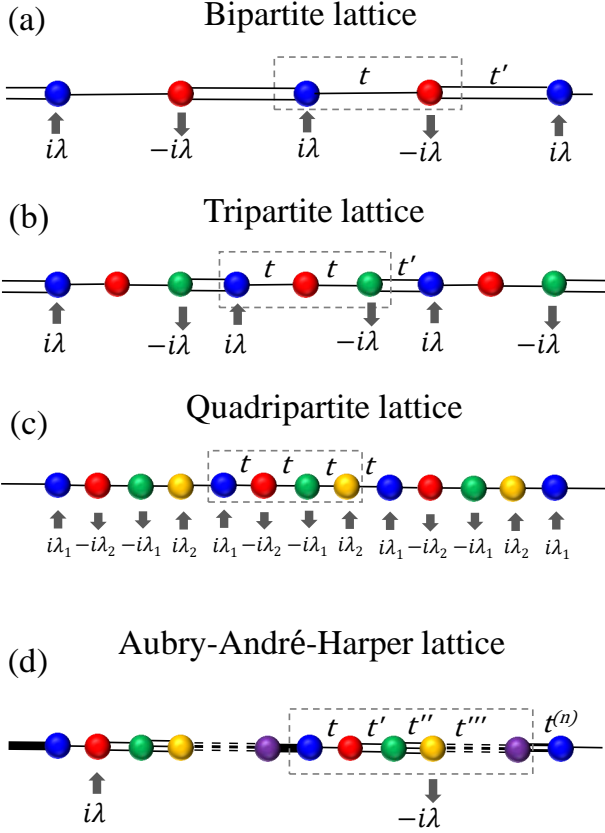 (a) Bipartite lattice
t t′
iλ −iλ iλ −iλ iλ
(b) Tripartite lattice
t t t′
iλ −iλ iλ −iλ iλ −iλ
(c) Quadripartite lattice
t t t t
iλ₁ −iλ₂ −iλ₁ iλ₂ iλ₁ −iλ₂ −iλ₁ iλ₂ iλ₁ −iλ₂ −iλ₁ iλ₂ iλ₁
(d) Aubry-André-Harper lattice
t t′ t″ t‴ t⁽ⁿ⁾
iλ −iλ